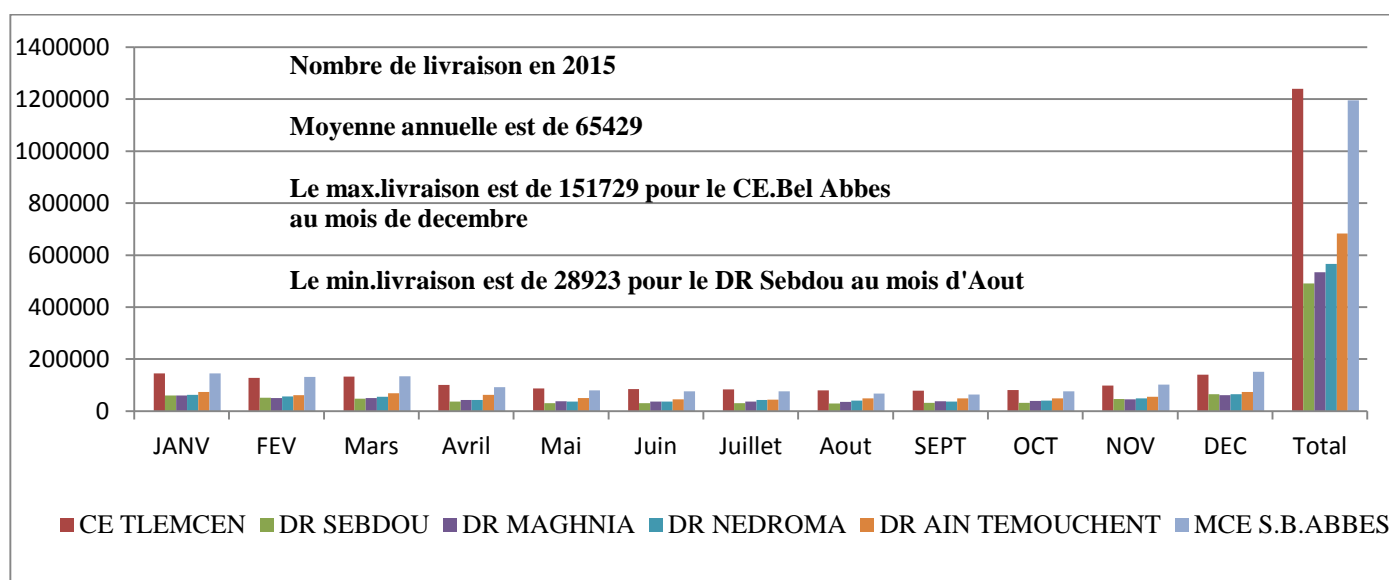 1400000
1200000
1000000
800000
600000
400000
200000
0
Nombre de livraison en 2015
Moyenne annuelle est de 65429
Le max.livraison est de 151729 pour le CE.Bel Abbes
au mois de decembre
Le min.livraison est de 28923 pour le DR Sebdou au mois d'Aout
JANV FEV Mars Avril Mai Juin Juillet Aout SEPT OCT NOV DEC Total
CE TLEMCEN DR SEBDOU DR MAGHNIA DR NEDROMA DR AIN TEMOUCHENT MCE S.B.ABBES